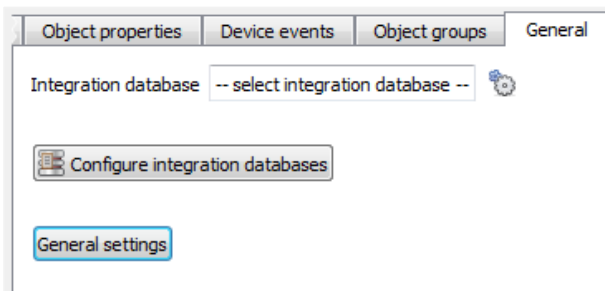 Object properties Device events Object groups General
Integration database -- select integration database --
Configure integration databases
General settings